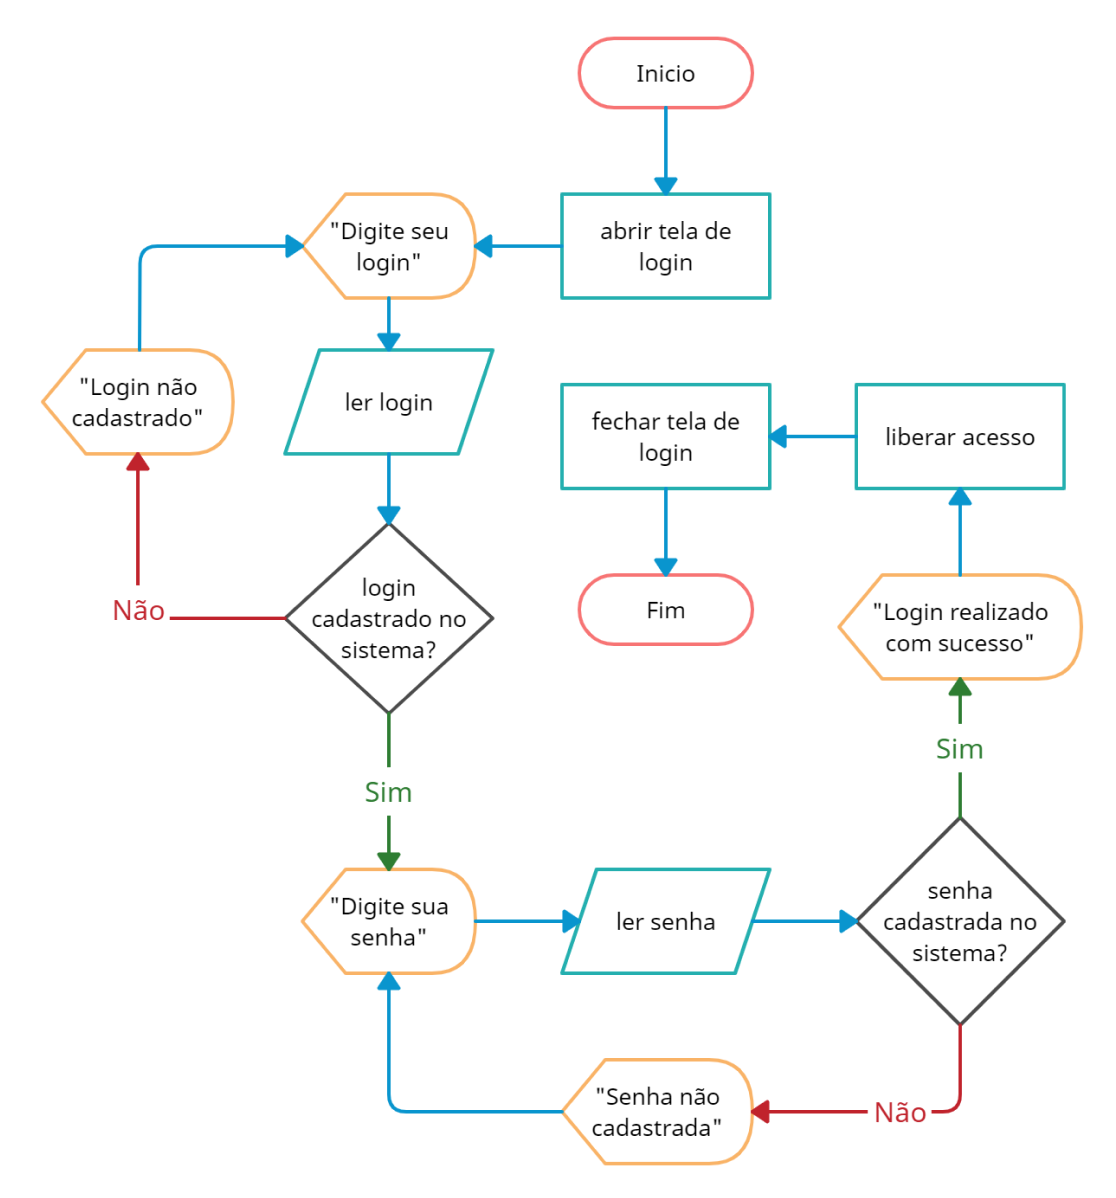 Inicio
abrir tela de
login
"Digite seu
login"
"Login não
cadastrado"
ler login
login
cadastrado no
sistema?
Não
Sim
"Digite sua
senha"
ler senha
senha
cadastrada no
sistema?
Não
"Senha não
cadastrada"
Sim
"Login realizado
com sucesso"
liberar acesso
fechar tela de
login
Fim